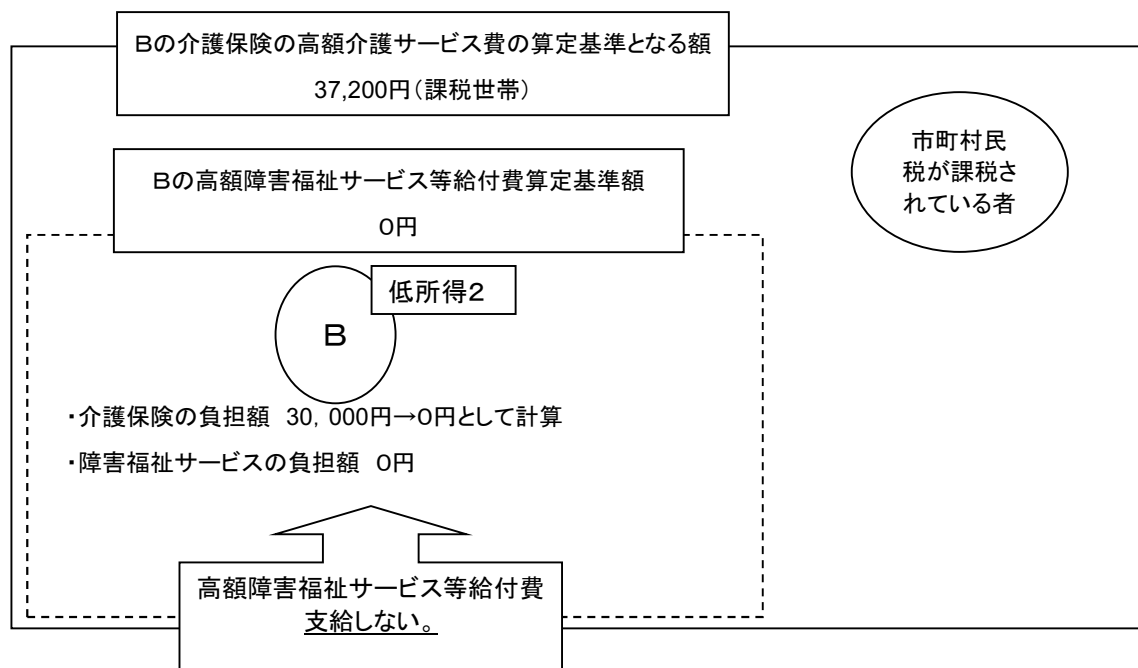 Bの介護保険の高額介護サービス費の算定基準となる額
37,200円(課税世帯)
市町村民
税が課税さ
れている者
Bの高額障害福祉サービス等給付費算定基準額
0円
低所得2
B
・介護保険の負担額 30,000円→0円として計算
・障害福祉サービスの負担額 0円
高額障害福祉サービス等給付費
支給しない。